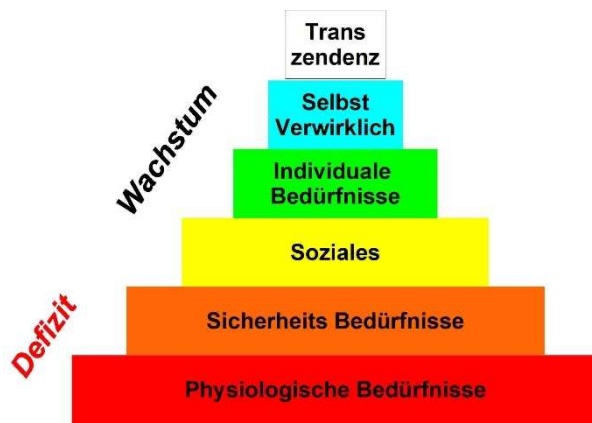 Trans
zendenz
Selbst
Verwirklich
Wachstum
Individuale
Bedürfnisse
Soziales
Defizit
Sicherheits Bedürfnisse
Physiologische Bedürfnisse